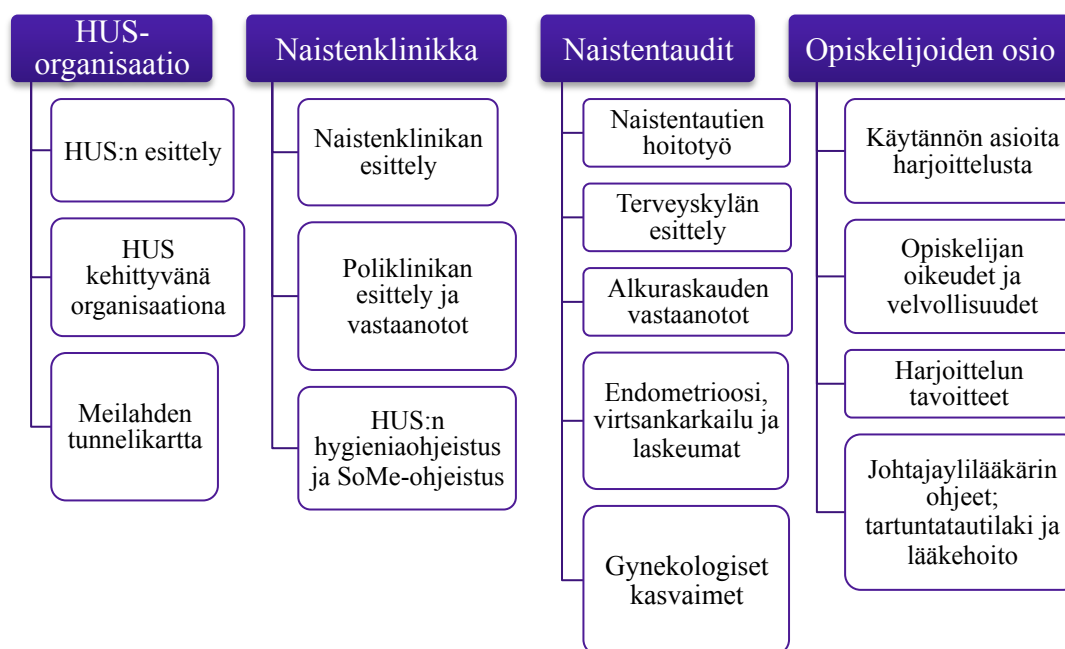 HUS-
organisaatio
HUS:n esittely
HUS
kehittyvänä
organisaationa
Meilahden
tunnelikartta
Naistenklinikka
Naistenklinikan
esittely
Poliklinikan
esittely ja
vastaanotot
HUS:n
hygieniaohjeistus
ja SoMe-ohjeistus
Naistentaudit
Naistentautien
hoitotyö
Terveyskylän
esittely
Alkuraskauden
vastaanotot
Endometrioosi,
virtsankarkailu ja
laskeumat
Gynekologiset
kasvaimet
Opiskelijoiden osio
Käytännön asioita
harjoittelusta
Opiskelijan
oikeudet ja
velvollisuudet
Harjoittelun
tavoitteet
Johtajaylilääkärin
ohjeet;
tartuntatautilaki ja
lääkehoito